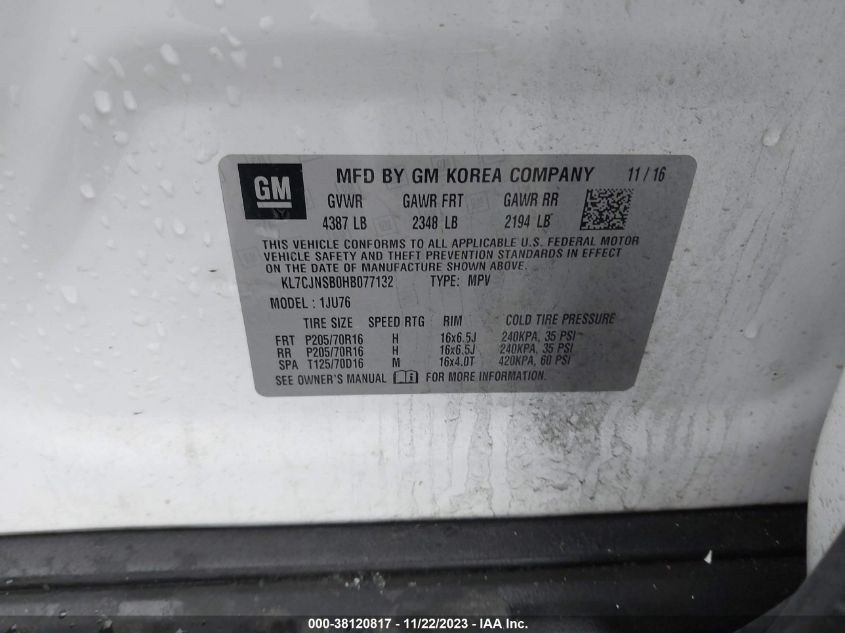 GM
MFD BY GM KOREA COMPANY 11 / 16
GVWR GAWR FRT GAWR RR
4387 LB 2348 LB 2194 LB
THIS VEHICLE CONFORMS TO ALL APPLICABLE U.S. FEDERAL MOTOR
VEHICLE SAFETY AND THEFT PREVENTION STANDARDS IN EFFECT
ON THE DATE OF MANUFACTURE SHOWN ABOVE.
KL7CJNSB0HB077132 TYPE: MPV
MODEL : 1JU76
TIRE SIZE SPEED RTG RIM COLD TIRE PRESSURE
FRT P205/70R16 H 16x6.5J 240KPA, 35 PSI
RR P205/70R16 H 16x6.5J 240KPA, 35 PSI
SPA T125/70D16 M 16x4.0T 420KPA, 60 PSI
SEE OWNER'S MANUAL FOR MORE INFORMATION.
000-38120817 - 11/22/2023 - IAA Inc.